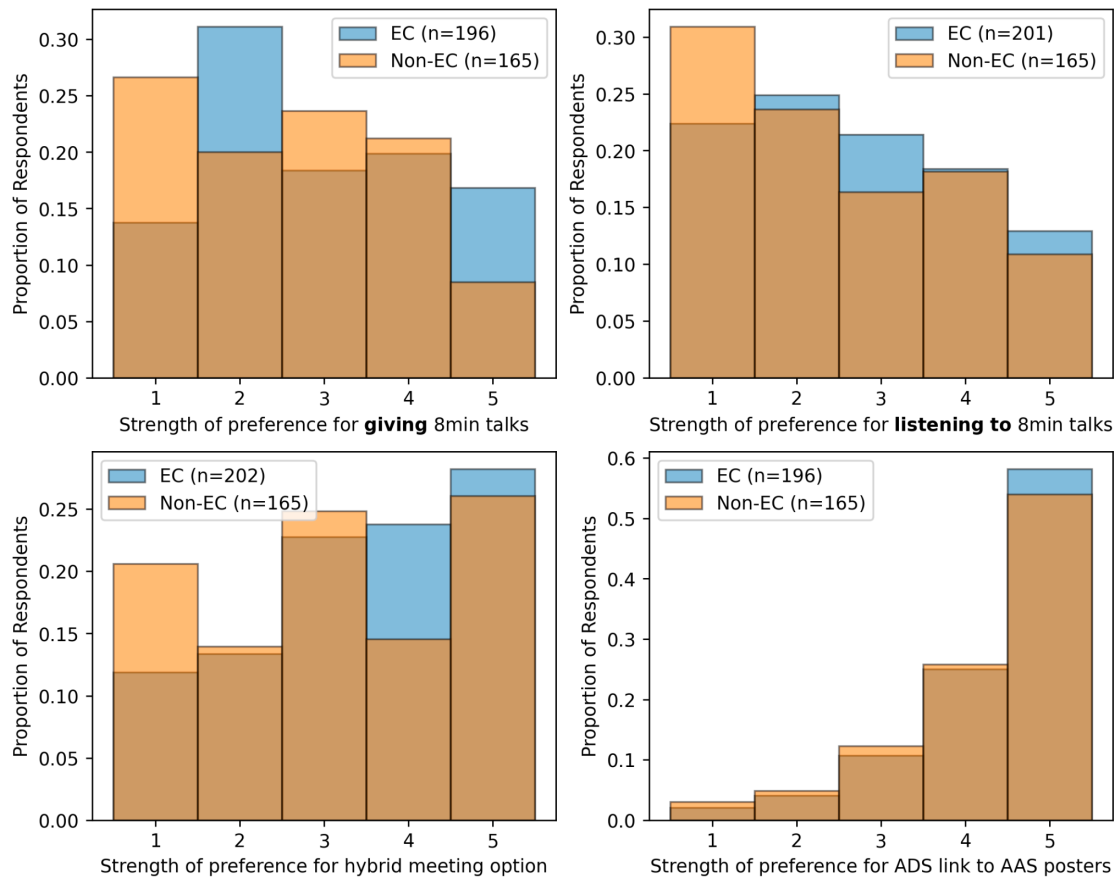 0.30
0.25
0.20
0.15
0.10
0.05
0.00
Proportion of Respondents
EC (n=196)
Non-EC (n=165)
1 2 3 4 5
Strength of preference for giving 8min talks
0.30
0.25
0.20
0.15
0.10
0.05
0.00
Proportion of Respondents
EC (n=201)
Non-EC (n=165)
1 2 3 4 5
Strength of preference for listening to 8min talks
0.25
0.20
0.15
0.10
0.05
0.00
Proportion of Respondents
EC (n=202)
Non-EC (n=165)
1 2 3 4 5
Strength of preference for hybrid meeting option
0.6
0.5
0.4
0.3
0.2
0.1
0.0
Proportion of Respondents
EC (n=196)
Non-EC (n=165)
1 2 3 4 5
Strength of preference for ADS link to AAS posters